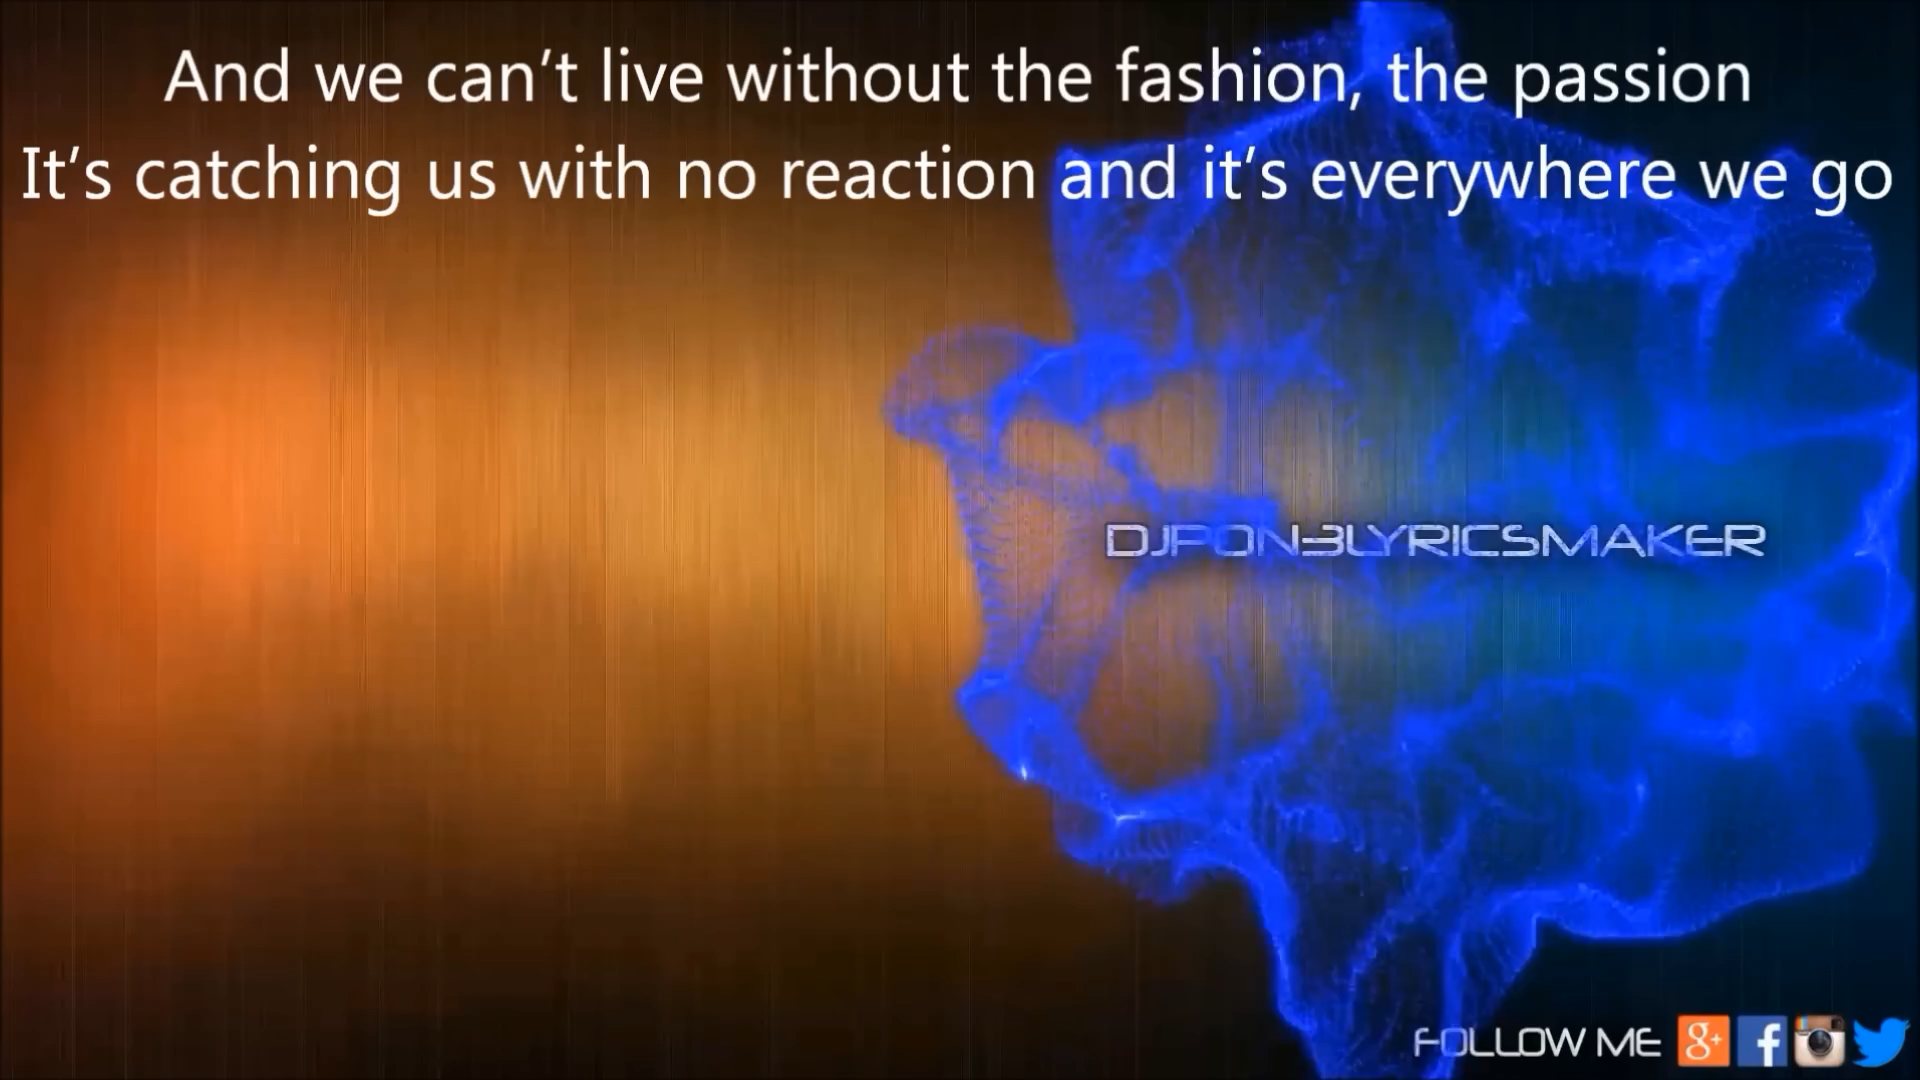 And we can’t live without the fashion, the passion
It’s catching us with no reaction and it’s everywhere we go
DJPON3LYRICSMAKER
FOLLOW ME